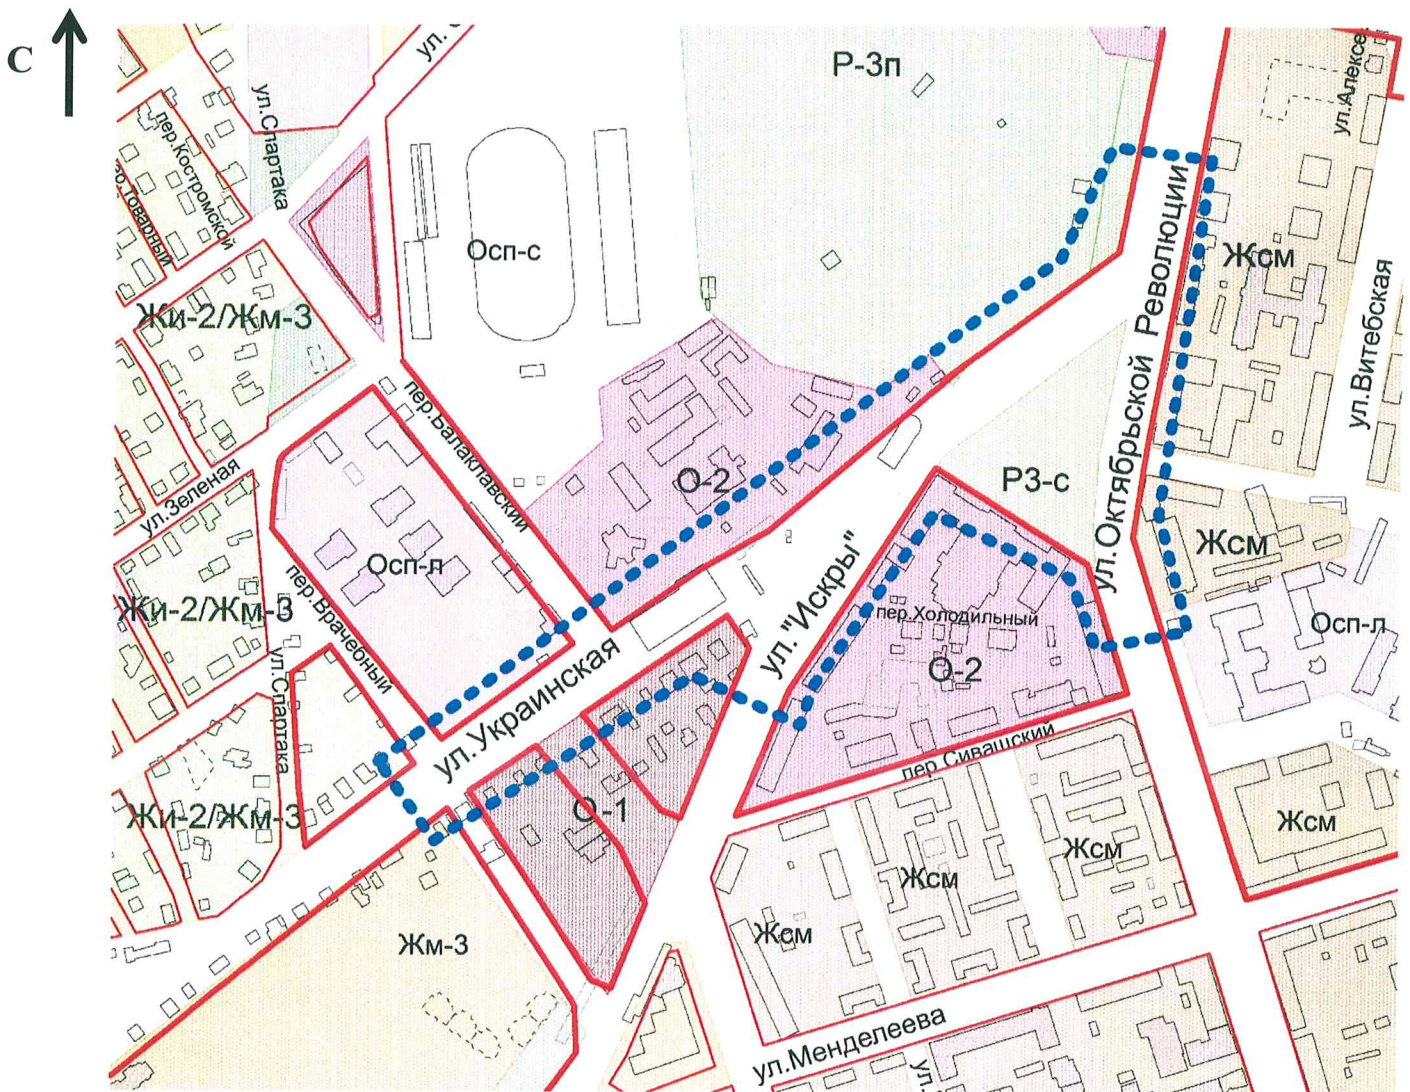 С
ул.
Р-3п
ул.Алексе
ул.Спартака
пер.Костромской
ер.Товарный
Осп-с
ул.Октябрьской Революции
Жсм
ул.Витебская
Жи-2/Жм-3
пер.Балаклавский
О-2
РЗ-с
ул.Зеленая
Осп-л
Жсм
ул."Искры"
пер.Врачебный
Жи-2/Жм-3
пер.Холодильный
Осп-л
ул.Спартака
ул.Украинская
О-2
пер.Сивашский
Жи-2/Жм-3
О-1
Жсм
Жсм
Жсм
Жм-3
Жсм
ул.Менделеева
ул.